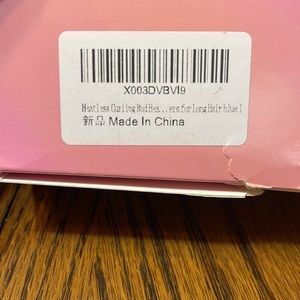 X003DVBVI9
Heatless Curling Rod Hea...ers for Long Hair blue 1
新品 Made In China